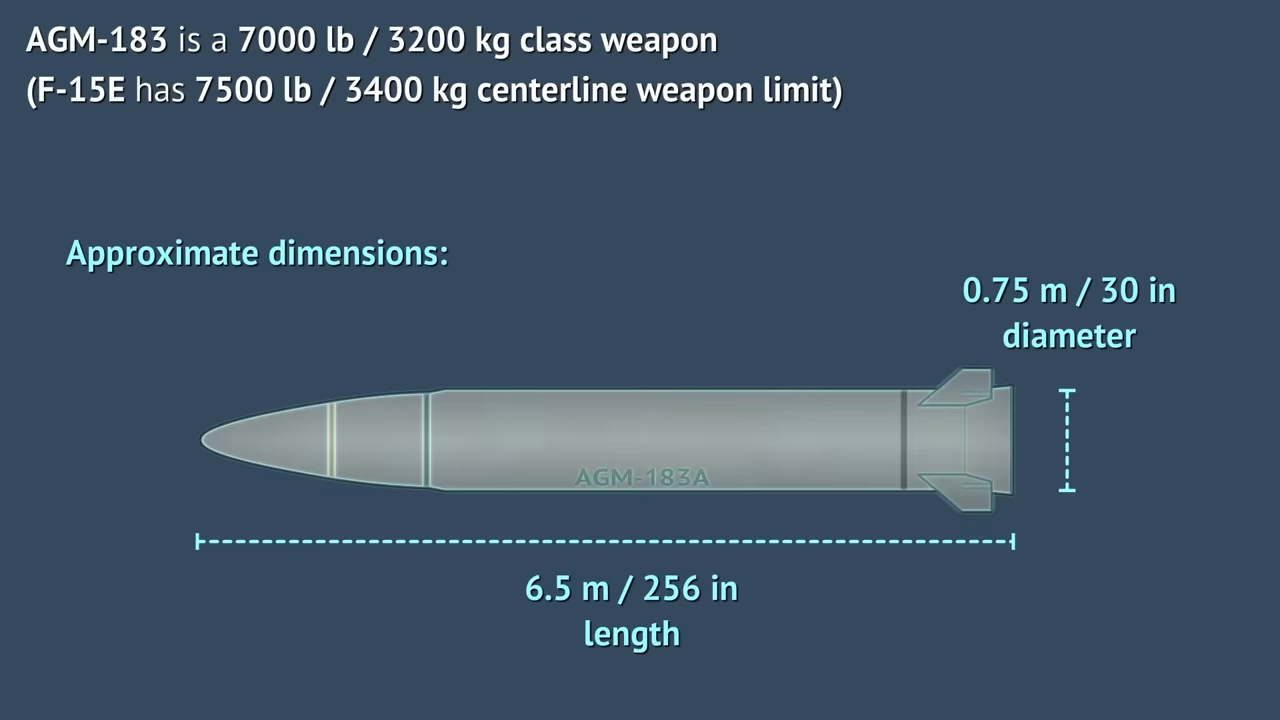 AGM-183 is a 7000 lb / 3200 kg class weapon
(F-15E has 7500 lb / 3400 kg centerline weapon limit)
Approximate dimensions:
0.75 m / 30 in
diameter
AGM-183A
6.5 m / 256 in
length